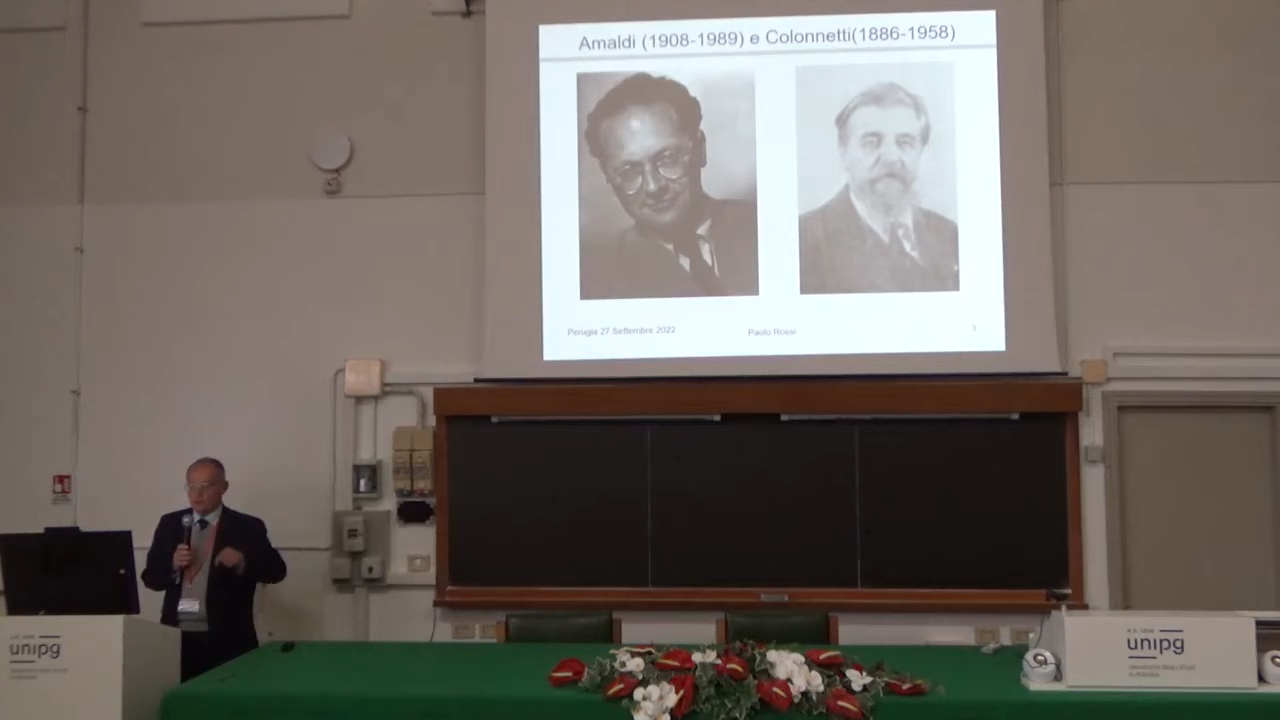 Amaldi (1908-1989) e Colonnetti(1886-1958)
Perugia 27 Settembre 2022
Paolo Rossi
unipg
unipg